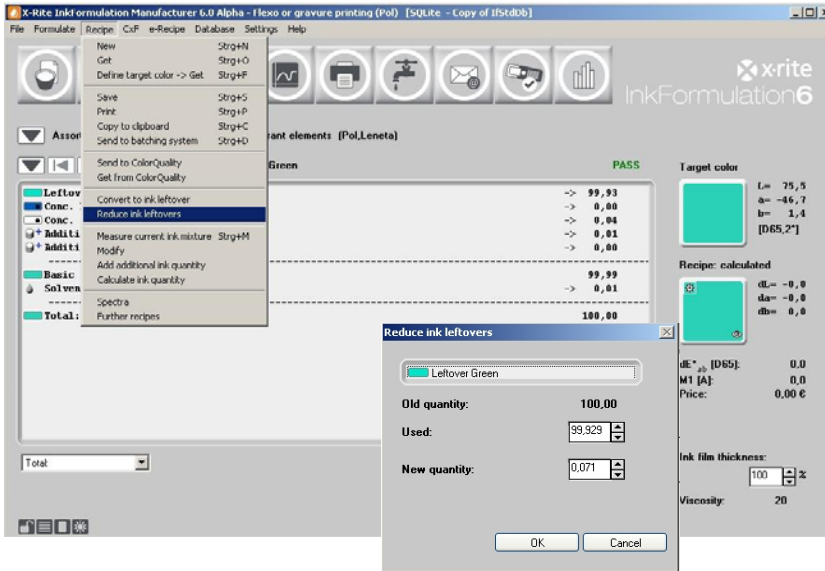 X-Rite InkFormulation Manufacturer 6.0 Alpha - Flexo or gravure printing (Pol) [SQLite - Copy of IfStdDb]
File Formulate Recipe CxF e-Recipe Database Settings Help
New Strg+N
Get Strg+O
Define target color -> Get Strg+F
Save Strg+S
Print Strg+P
Copy to clipboard Strg+C
Send to batching system Strg+D
Send to ColorQuality
Get from ColorQuality
Convert to ink leftover
Reduce ink leftovers
Measure current ink mixture Strg+M
Modify
Add additional ink quantity
Calculate ink quantity
Spectra
Further recipes
x-rite
InkFormulation6
Assor rant elements (Pol,Leneta)
Green PASS
Leftov -> 99,93
Conc. -> 0,00
Conc. -> 0,04
Additi -> 0,01
Additi -> 0,00
Basic 99,99
Solven -> 0,01
Total: 100,00
Total:
Target color
L= 75,5
a= -46,7
b= 1,4
[D65,2°]
Recipe: calculated
dL= -0,0
da= -0,0
db= 0,0
dE*ab [D65]: 0,0
M1 [A]: 0,0
Price: 0,00 €
Ink film thickness:
100 %
Viscosity: 20
Reduce ink leftovers
Leftover Green
Old quantity: 100,00
Used: 99,929
New quantity: 0,071
OK Cancel